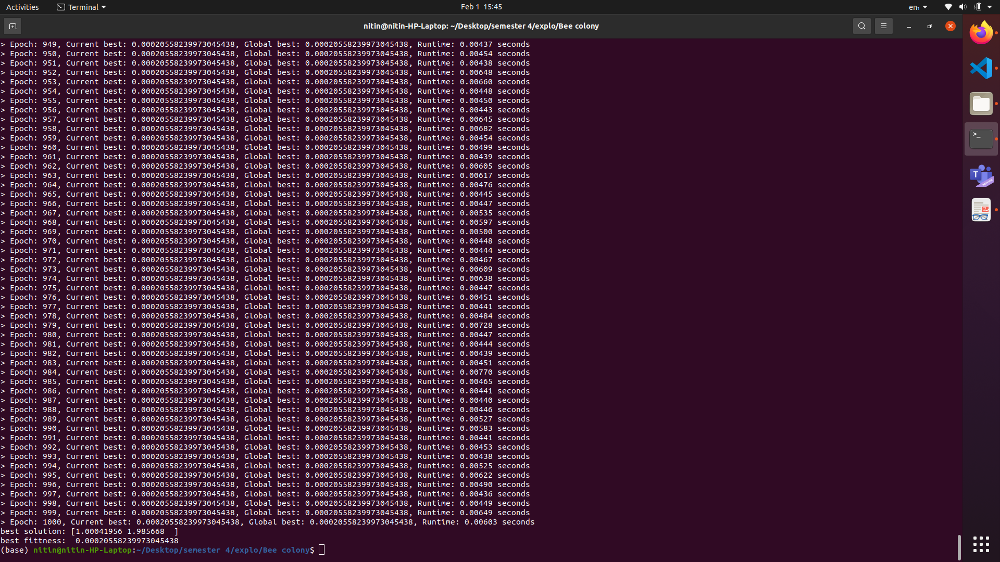 Activities Terminal Feb 1 15:45 en₁
nitin@nitin-HP-Laptop: ~/Desktop/semester 4/explo/Bee colony
> Epoch: 949, Current best: 0.00020558239973045438, Global best: 0.00020558239973045438, Runtime: 0.00437 seconds
> Epoch: 950, Current best: 0.00020558239973045438, Global best: 0.00020558239973045438, Runtime: 0.00454 seconds
> Epoch: 951, Current best: 0.00020558239973045438, Global best: 0.00020558239973045438, Runtime: 0.00438 seconds
> Epoch: 952, Current best: 0.00020558239973045438, Global best: 0.00020558239973045438, Runtime: 0.00648 seconds
> Epoch: 953, Current best: 0.00020558239973045438, Global best: 0.00020558239973045438, Runtime: 0.00660 seconds
> Epoch: 954, Current best: 0.00020558239973045438, Global best: 0.00020558239973045438, Runtime: 0.00448 seconds
> Epoch: 955, Current best: 0.00020558239973045438, Global best: 0.00020558239973045438, Runtime: 0.00450 seconds
> Epoch: 956, Current best: 0.00020558239973045438, Global best: 0.00020558239973045438, Runtime: 0.00443 seconds
> Epoch: 957, Current best: 0.00020558239973045438, Global best: 0.00020558239973045438, Runtime: 0.00645 seconds
> Epoch: 958, Current best: 0.00020558239973045438, Global best: 0.00020558239973045438, Runtime: 0.00682 seconds
> Epoch: 959, Current best: 0.00020558239973045438, Global best: 0.00020558239973045438, Runtime: 0.00454 seconds
> Epoch: 960, Current best: 0.00020558239973045438, Global best: 0.00020558239973045438, Runtime: 0.00499 seconds
> Epoch: 961, Current best: 0.00020558239973045438, Global best: 0.00020558239973045438, Runtime: 0.00439 seconds
> Epoch: 962, Current best: 0.00020558239973045438, Global best: 0.00020558239973045438, Runtime: 0.00605 seconds
> Epoch: 963, Current best: 0.00020558239973045438, Global best: 0.00020558239973045438, Runtime: 0.00617 seconds
> Epoch: 964, Current best: 0.00020558239973045438, Global best: 0.00020558239973045438, Runtime: 0.00476 seconds
> Epoch: 965, Current best: 0.00020558239973045438, Global best: 0.00020558239973045438, Runtime: 0.00445 seconds
> Epoch: 966, Current best: 0.00020558239973045438, Global best: 0.00020558239973045438, Runtime: 0.00447 seconds
> Epoch: 967, Current best: 0.00020558239973045438, Global best: 0.00020558239973045438, Runtime: 0.00535 seconds
> Epoch: 968, Current best: 0.00020558239973045438, Global best: 0.00020558239973045438, Runtime: 0.00597 seconds
> Epoch: 969, Current best: 0.00020558239973045438, Global best: 0.00020558239973045438, Runtime: 0.00500 seconds
> Epoch: 970, Current best: 0.00020558239973045438, Global best: 0.00020558239973045438, Runtime: 0.00448 seconds
> Epoch: 971, Current best: 0.00020558239973045438, Global best: 0.00020558239973045438, Runtime: 0.00444 seconds
> Epoch: 972, Current best: 0.00020558239973045438, Global best: 0.00020558239973045438, Runtime: 0.00467 seconds
> Epoch: 973, Current best: 0.00020558239973045438, Global best: 0.00020558239973045438, Runtime: 0.00609 seconds
> Epoch: 974, Current best: 0.00020558239973045438, Global best: 0.00020558239973045438, Runtime: 0.00638 seconds
> Epoch: 975, Current best: 0.00020558239973045438, Global best: 0.00020558239973045438, Runtime: 0.00447 seconds
> Epoch: 976, Current best: 0.00020558239973045438, Global best: 0.00020558239973045438, Runtime: 0.00451 seconds
> Epoch: 977, Current best: 0.00020558239973045438, Global best: 0.00020558239973045438, Runtime: 0.00441 seconds
> Epoch: 978, Current best: 0.00020558239973045438, Global best: 0.00020558239973045438, Runtime: 0.00484 seconds
> Epoch: 979, Current best: 0.00020558239973045438, Global best: 0.00020558239973045438, Runtime: 0.00728 seconds
> Epoch: 980, Current best: 0.00020558239973045438, Global best: 0.00020558239973045438, Runtime: 0.00447 seconds
> Epoch: 981, Current best: 0.00020558239973045438, Global best: 0.00020558239973045438, Runtime: 0.00444 seconds
> Epoch: 982, Current best: 0.00020558239973045438, Global best: 0.00020558239973045438, Runtime: 0.00439 seconds
> Epoch: 983, Current best: 0.00020558239973045438, Global best: 0.00020558239973045438, Runtime: 0.00451 seconds
> Epoch: 984, Current best: 0.00020558239973045438, Global best: 0.00020558239973045438, Runtime: 0.00770 seconds
> Epoch: 985, Current best: 0.00020558239973045438, Global best: 0.00020558239973045438, Runtime: 0.00465 seconds
> Epoch: 986, Current best: 0.00020558239973045438, Global best: 0.00020558239973045438, Runtime: 0.00441 seconds
> Epoch: 987, Current best: 0.00020558239973045438, Global best: 0.00020558239973045438, Runtime: 0.00440 seconds
> Epoch: 988, Current best: 0.00020558239973045438, Global best: 0.00020558239973045438, Runtime: 0.00446 seconds
> Epoch: 989, Current best: 0.00020558239973045438, Global best: 0.00020558239973045438, Runtime: 0.00527 seconds
> Epoch: 990, Current best: 0.00020558239973045438, Global best: 0.00020558239973045438, Runtime: 0.00583 seconds
> Epoch: 991, Current best: 0.00020558239973045438, Global best: 0.00020558239973045438, Runtime: 0.00441 seconds
> Epoch: 992, Current best: 0.00020558239973045438, Global best: 0.00020558239973045438, Runtime: 0.00453 seconds
> Epoch: 993, Current best: 0.00020558239973045438, Global best: 0.00020558239973045438, Runtime: 0.00438 seconds
> Epoch: 994, Current best: 0.00020558239973045438, Global best: 0.00020558239973045438, Runtime: 0.00525 seconds
> Epoch: 995, Current best: 0.00020558239973045438, Global best: 0.00020558239973045438, Runtime: 0.00622 seconds
> Epoch: 996, Current best: 0.00020558239973045438, Global best: 0.00020558239973045438, Runtime: 0.00490 seconds
> Epoch: 997, Current best: 0.00020558239973045438, Global best: 0.00020558239973045438, Runtime: 0.00436 seconds
> Epoch: 998, Current best: 0.00020558239973045438, Global best: 0.00020558239973045438, Runtime: 0.00449 seconds
> Epoch: 999, Current best: 0.00020558239973045438, Global best: 0.00020558239973045438, Runtime: 0.00649 seconds
> Epoch: 1000, Current best: 0.00020558239973045438, Global best: 0.00020558239973045438, Runtime: 0.00603 seconds
best solution: [1.00041956 1.985668  ]
best fittness:  0.00020558239973045438
(base) nitin@nitin-HP-Laptop:~/Desktop/semester 4/explo/Bee colony$
T
PREVIEW